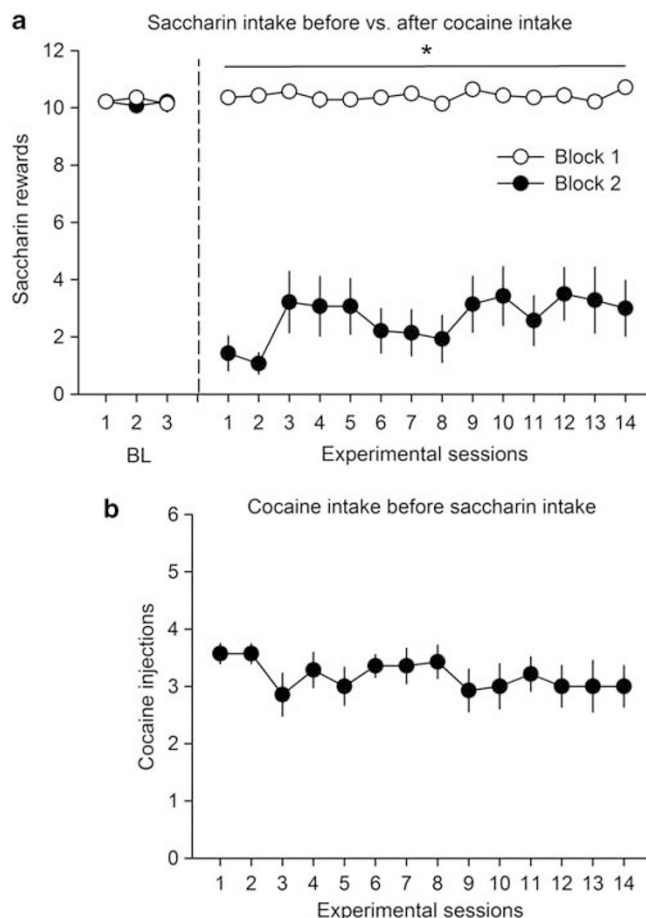 a
Saccharin intake before vs. after cocaine intake
*
12
10
8
6
4
2
0
Saccharin rewards
Block 1
Block 2
1 2 3
1 2 3 4 5 6 7 8 9 10 11 12 13 14
BL
Experimental sessions
b
Cocaine intake before saccharin intake
6
5
4
3
2
1
0
Cocaine injections
1 2 3 4 5 6 7 8 9 10 11 12 13 14
Experimental sessions